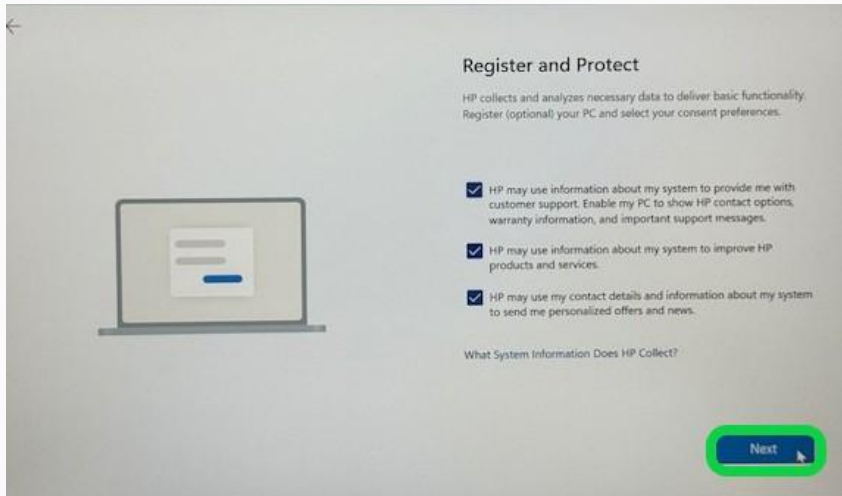 Register and Protect
HP collects and analyzes necessary data to deliver basic functionality.
Register (optional) your PC and select your consent preferences.
HP may use information about my system to provide me with
customer support. Enable my PC to show HP contact options,
warranty information, and important support messages.
HP may use information about my system to improve HP
products and services.
HP may use my contact details and information about my system
to send me personalized offers and news.
What System Information Does HP Collect?
Next